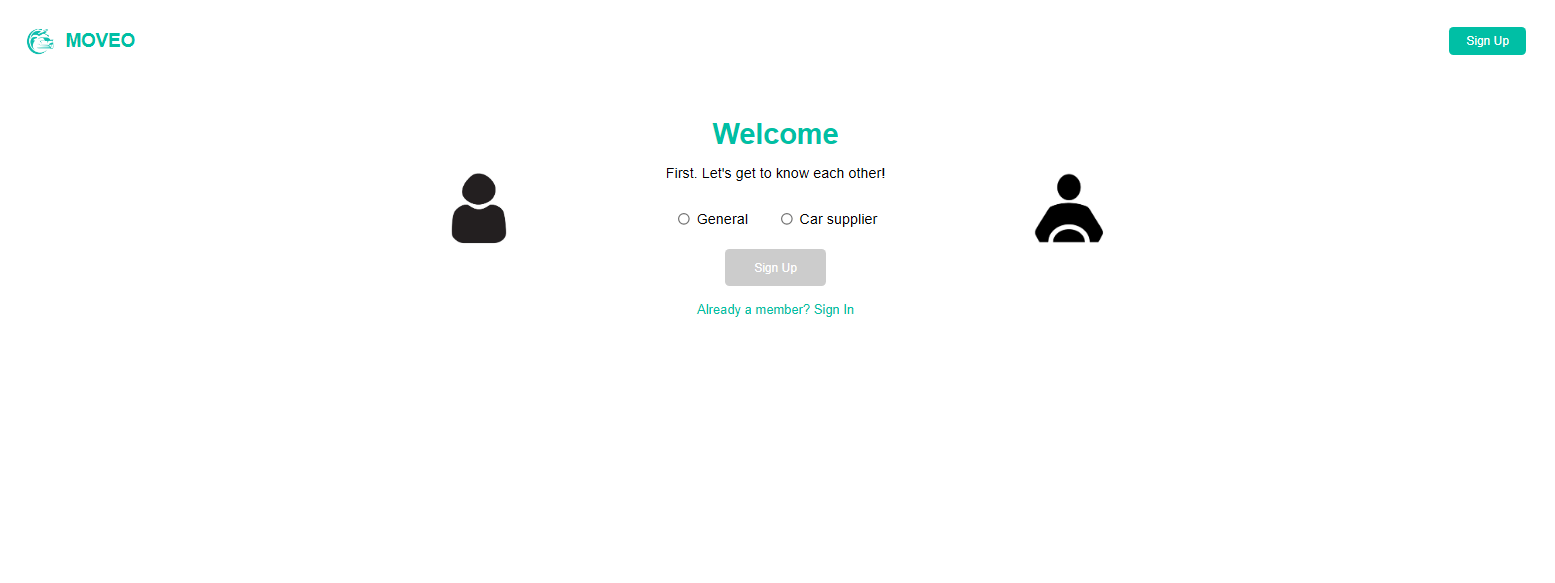 MOVEO
Sign Up
Welcome
First. Let's get to know each other!
General
Car supplier
Sign Up
Already a member? Sign In